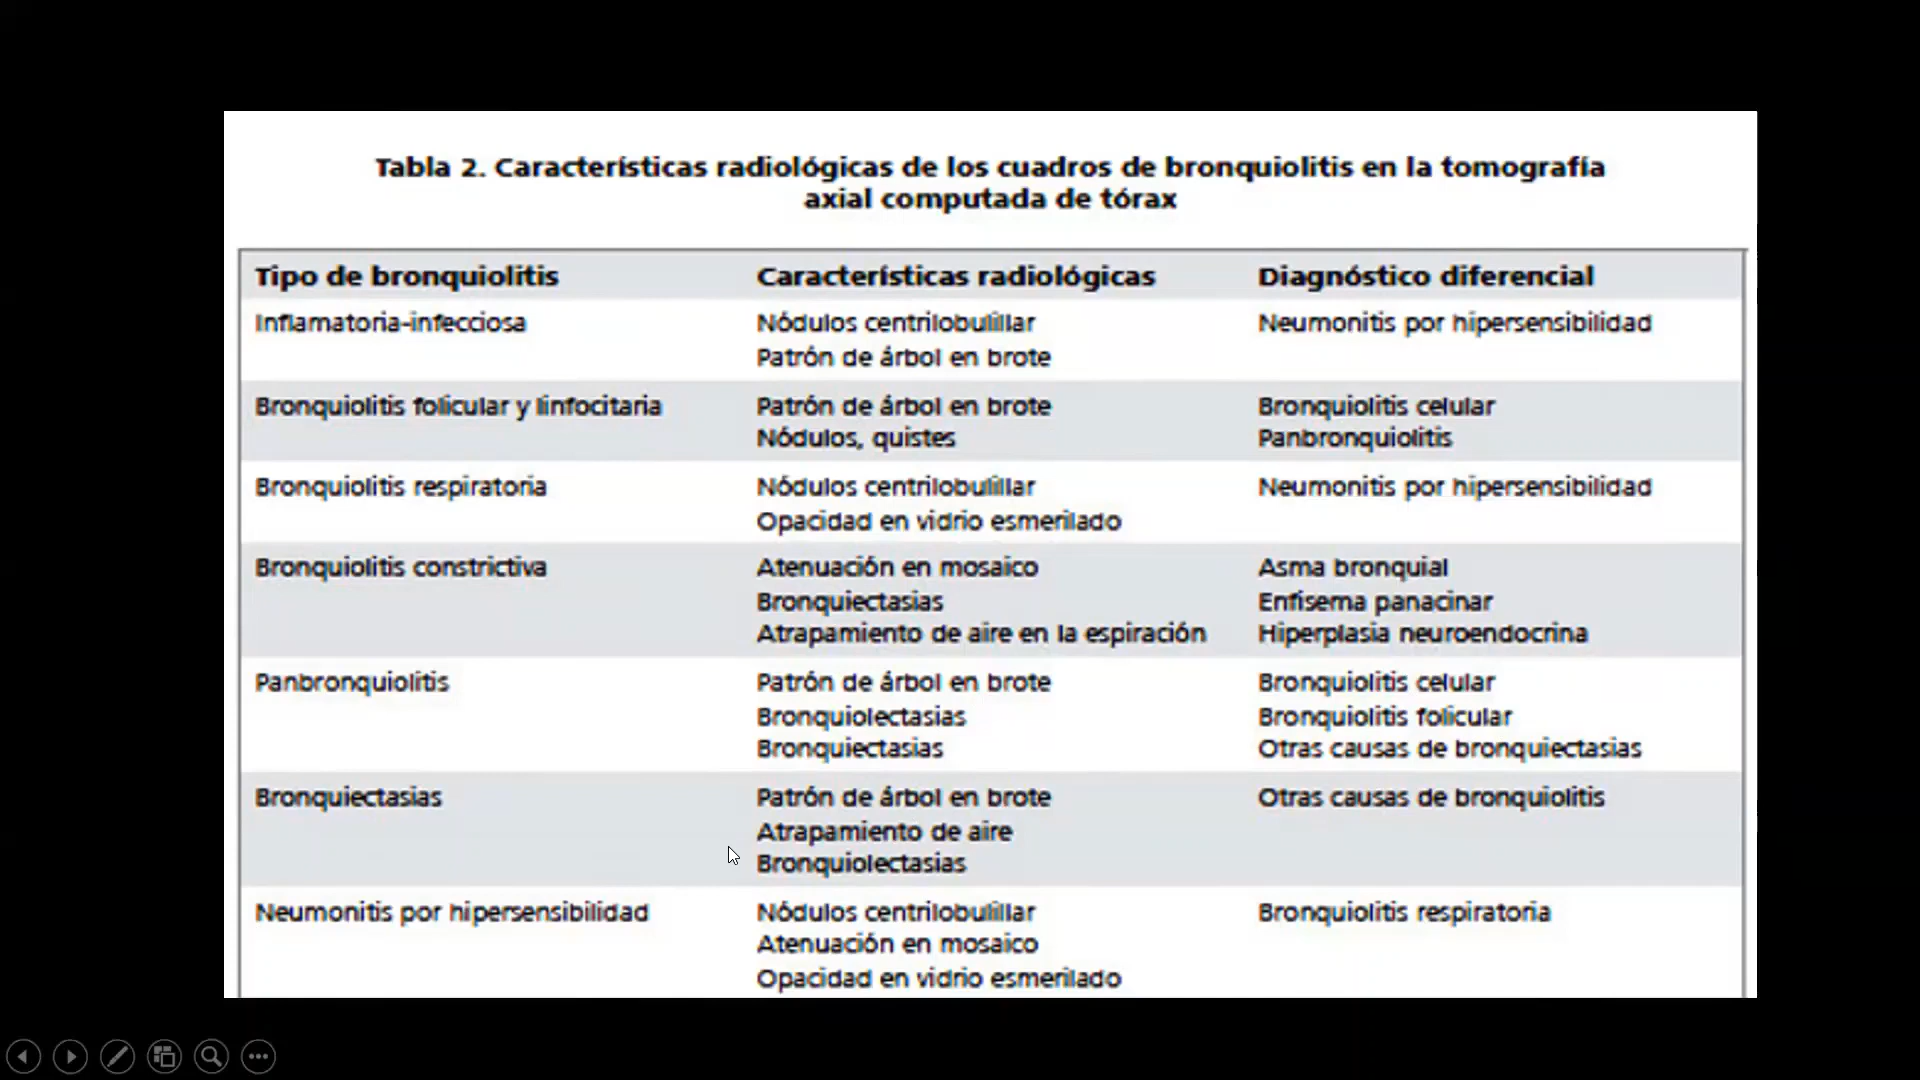 Tabla 2. Características radiológicas de los cuadros de bronquiolitis en la tomografía
axial computada de tórax
Tipo de bronquiolitis Características radiológicas Diagnóstico diferencial
Inflamatoria-infecciosa Nódulos centrilobulillar Neumonitis por hipersensibilidad
Patrón de árbol en brote
Bronquiolitis folicular y linfocitaria Patrón de árbol en brote Bronquiolitis celular
Nódulos, quistes Panbronquiolitis
Bronquiolitis respiratoria Nódulos centrilobulillar Neumonitis por hipersensibilidad
Opacidad en vidrio esmerilado
Bronquiolitis constrictiva Atenuación en mosaico Asma bronquial
Bronquiectasias Enfisema panacinar
Atrapamiento de aire en la espiración Hiperplasia neuroendocrina
Panbronquiolitis Patrón de árbol en brote Bronquiolitis celular
Bronquiolectasias Bronquiolitis folicular
Bronquiectasias Otras causas de bronquiectasias
Bronquiectasias Patrón de árbol en brote Otras causas de bronquiolitis
Atrapamiento de aire
Bronquiolectasias
Neumonitis por hipersensibilidad Nódulos centrilobulillar Bronquiolitis respiratoria
Atenuación en mosaico
Opacidad en vidrio esmerilado